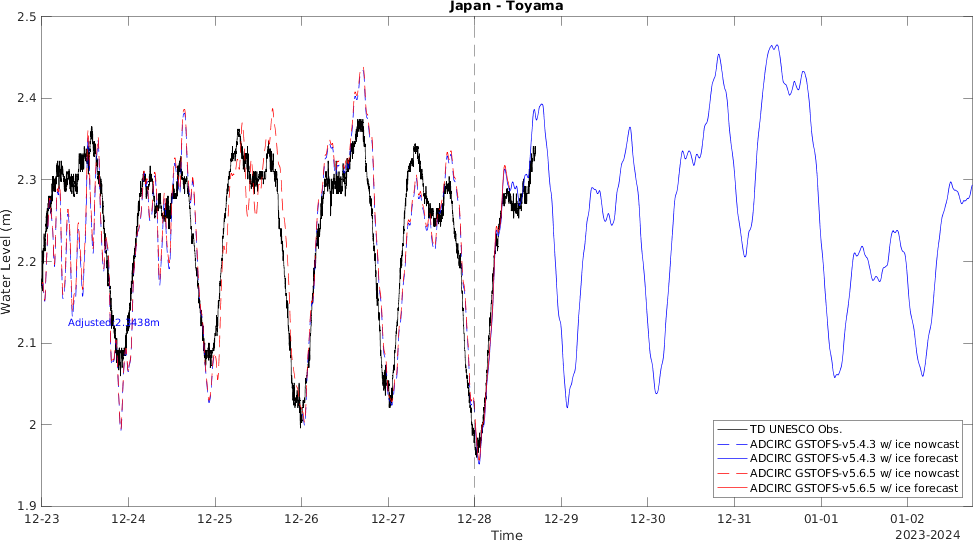 Japan - Toyama
2.5
2.4
2.3
2.2
2.1
2
1.9
Water Level (m)
12-23
12-24
12-25
12-26
12-27
12-28
12-29
12-30
12-31
01-01
01-02
Time
2023-2024
TD UNESCO Obs.
ADCIRC GSTOFS-v5.4.3 w/ ice nowcast
ADCIRC GSTOFS-v5.4.3 w/ ice forecast
ADCIRC GSTOFS-v5.6.5 w/ ice nowcast
ADCIRC GSTOFS-v5.6.5 w/ ice forecast
Adjusted